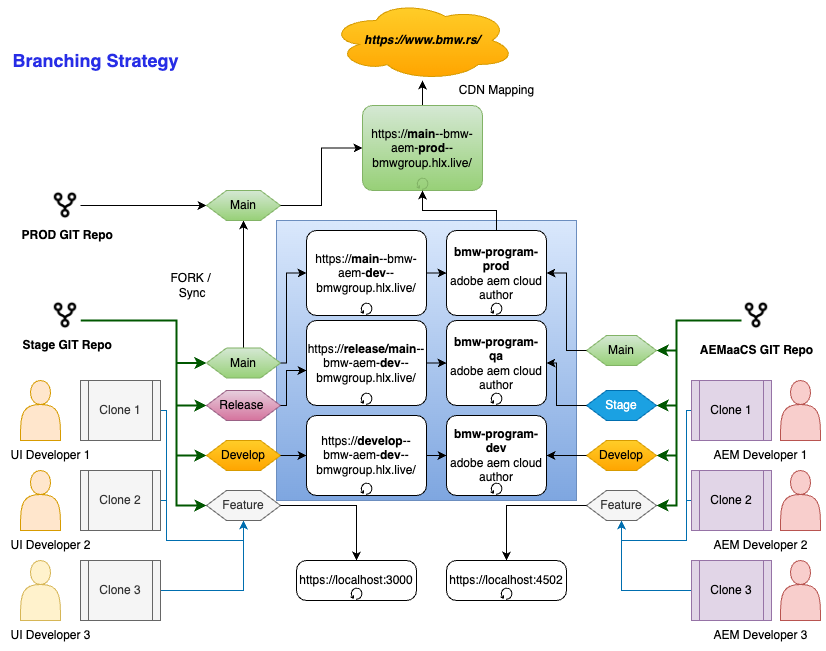 https://www.bmw.rs/
Branching Strategy
CDN Mapping
https://main--bmw-
aem-prod--
bmwgroup.hlx.live/
Main
PROD GIT Repo
FORK /
Sync
https://main--bmw-
aem-dev--
bmwgroup.hlx.live/
bmw-program-
prod
adobe aem cloud
author
Stage GIT Repo
Main
https://release/main--
bmw-aem-dev--
bmwgroup.hlx.live/
bmw-program-
qa
adobe aem cloud
author
Main
AEMaaCS GIT Repo
Clone 1
Release
Stage
Clone 1
UI Developer 1
Develop
https://develop--
bmw-aem-dev--
bmwgroup.hlx.live/
bmw-program-
dev
adobe aem cloud
author
Develop
AEM Developer 1
Clone 2
Feature
Feature
Clone 2
UI Developer 2
AEM Developer 2
Clone 3
https://localhost:3000
https://localhost:4502
Clone 3
UI Developer 3
AEM Developer 3